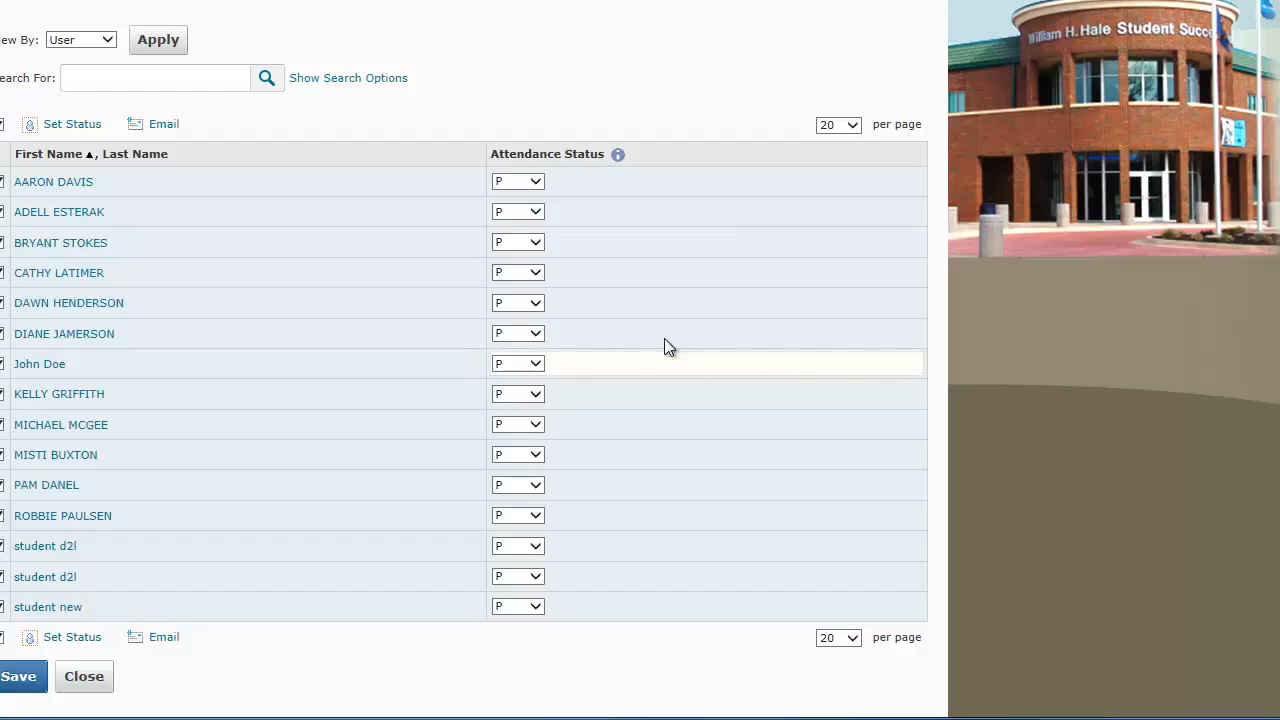 ew By: User Apply
earch For: Show Search Options
Set Status Email 20 per page
First Name ▲, Last Name Attendance Status
AARON DAVIS P
ADELL ESTERAK P
BRYANT STOKES P
CATHY LATIMER P
DAWN HENDERSON P
DIANE JAMERSON P
John Doe P
KELLY GRIFFITH P
MICHAEL MCGEE P
MISTI BUXTON P
PAM DANEL P
ROBBIE PAULSEN P
student d2l P
student d2l P
student new P
Set Status Email 20 per page
Save Close
William H. Hale Student Succe